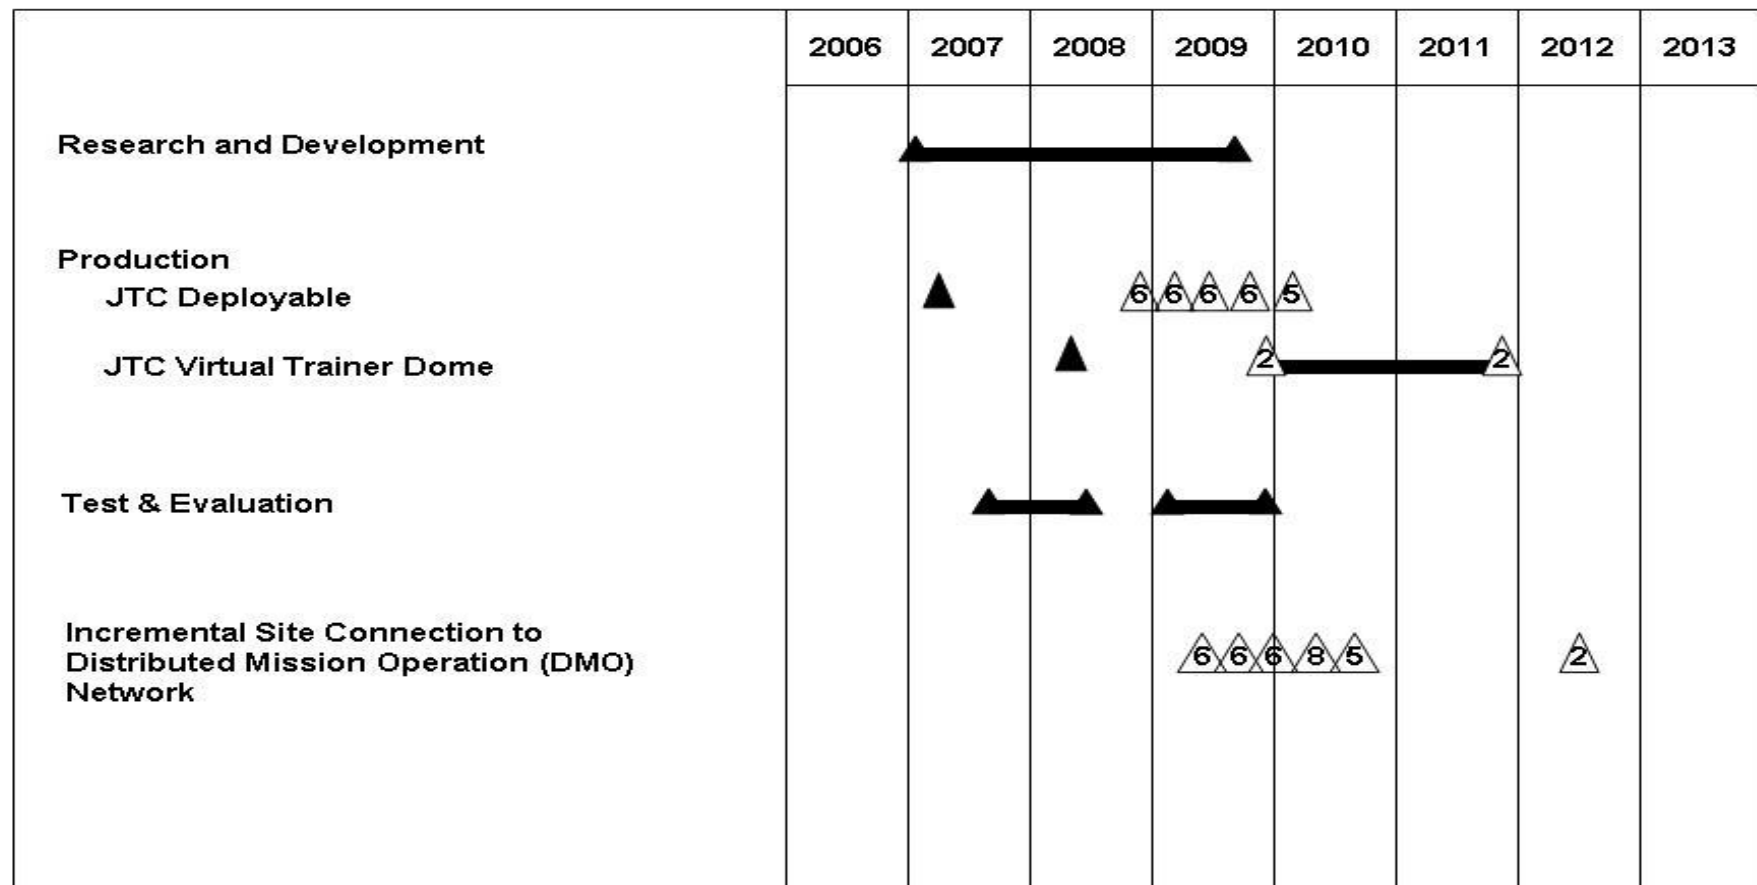 2006 2007 2008 2009 2010 2011 2012 2013
Research and Development
Production
JTC Deployable 6 6 6 6 5
JTC Virtual Trainer Dome 2 2
Test & Evaluation
Incremental Site Connection to
Distributed Mission Operation (DMO) 6 6 6 8 5 2
Network